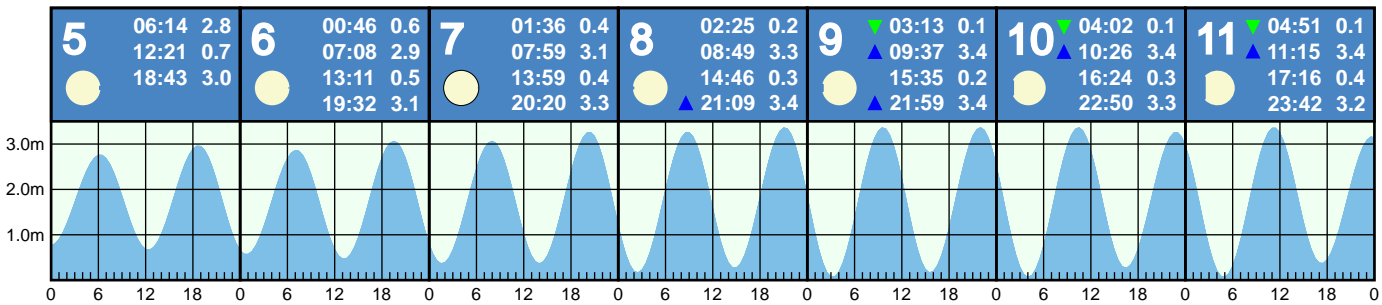 5
06:14 2.8
12:21 0.7
18:43 3.0
6
00:46 0.6
07:08 2.9
13:11 0.5
19:32 3.1
7
01:36 0.4
07:59 3.1
13:59 0.4
20:20 3.3
8
02:25 0.2
08:49 3.3
14:46 0.3
▲ 21:09 3.4
9
▼ 03:13 0.1
▲ 09:37 3.4
15:35 0.2
▲ 21:59 3.4
10
▼ 04:02 0.1
▲ 10:26 3.4
16:24 0.3
22:50 3.3
11
▼ 04:51 0.1
▲ 11:15 3.4
17:16 0.4
23:42 3.2
3.0m
2.0m
1.0m
0 6 12 18 0 6 12 18 0 6 12 18 0 6 12 18 0 6 12 18 0 6 12 18 0 6 12 18 0